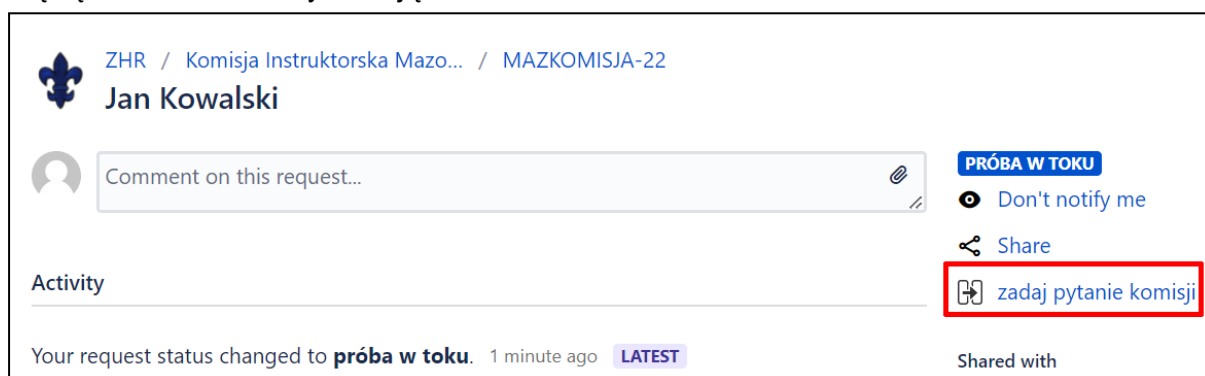 ZHR / Komisja Instruktorska Mazo... / MAZKOMISJA-22
Jan Kowalski
Comment on this request...
PRÓBA W TOKU
Don't notify me
Share
zadaj pytanie komisji
Activity
Your request status changed to próba w toku. 1 minute ago LATEST
Shared with